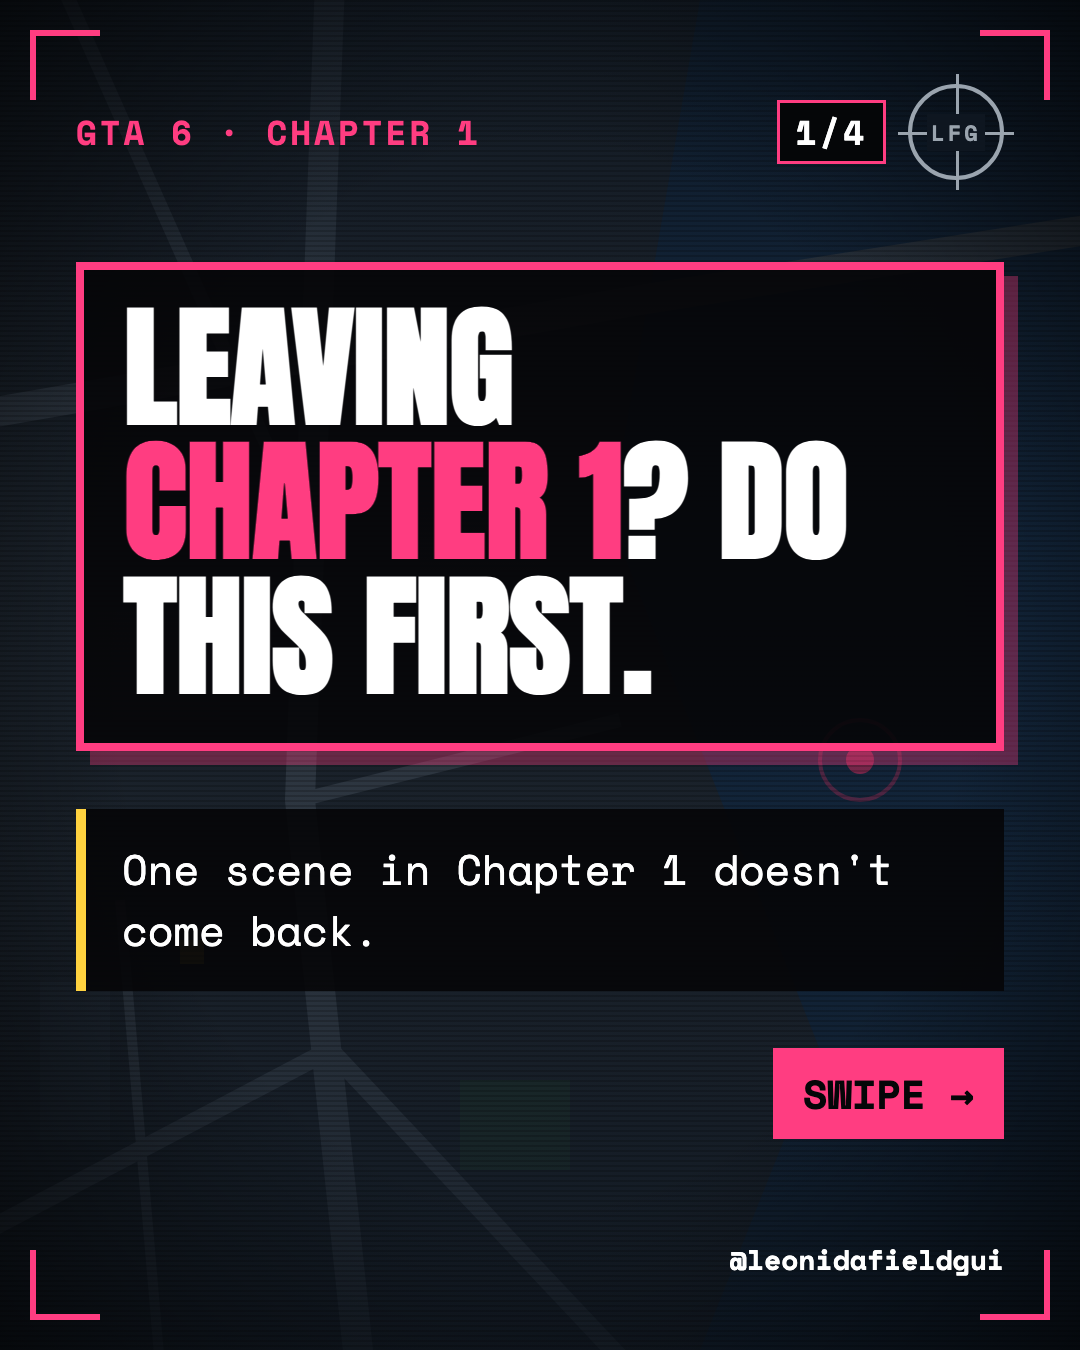 GTA 6 · CHAPTER 1
1/4
LFG
LEAVING
CHAPTER 1? DO
THIS FIRST.
One scene in Chapter 1 doesn't
come back.
SWIPE →
@leonidafieldgui